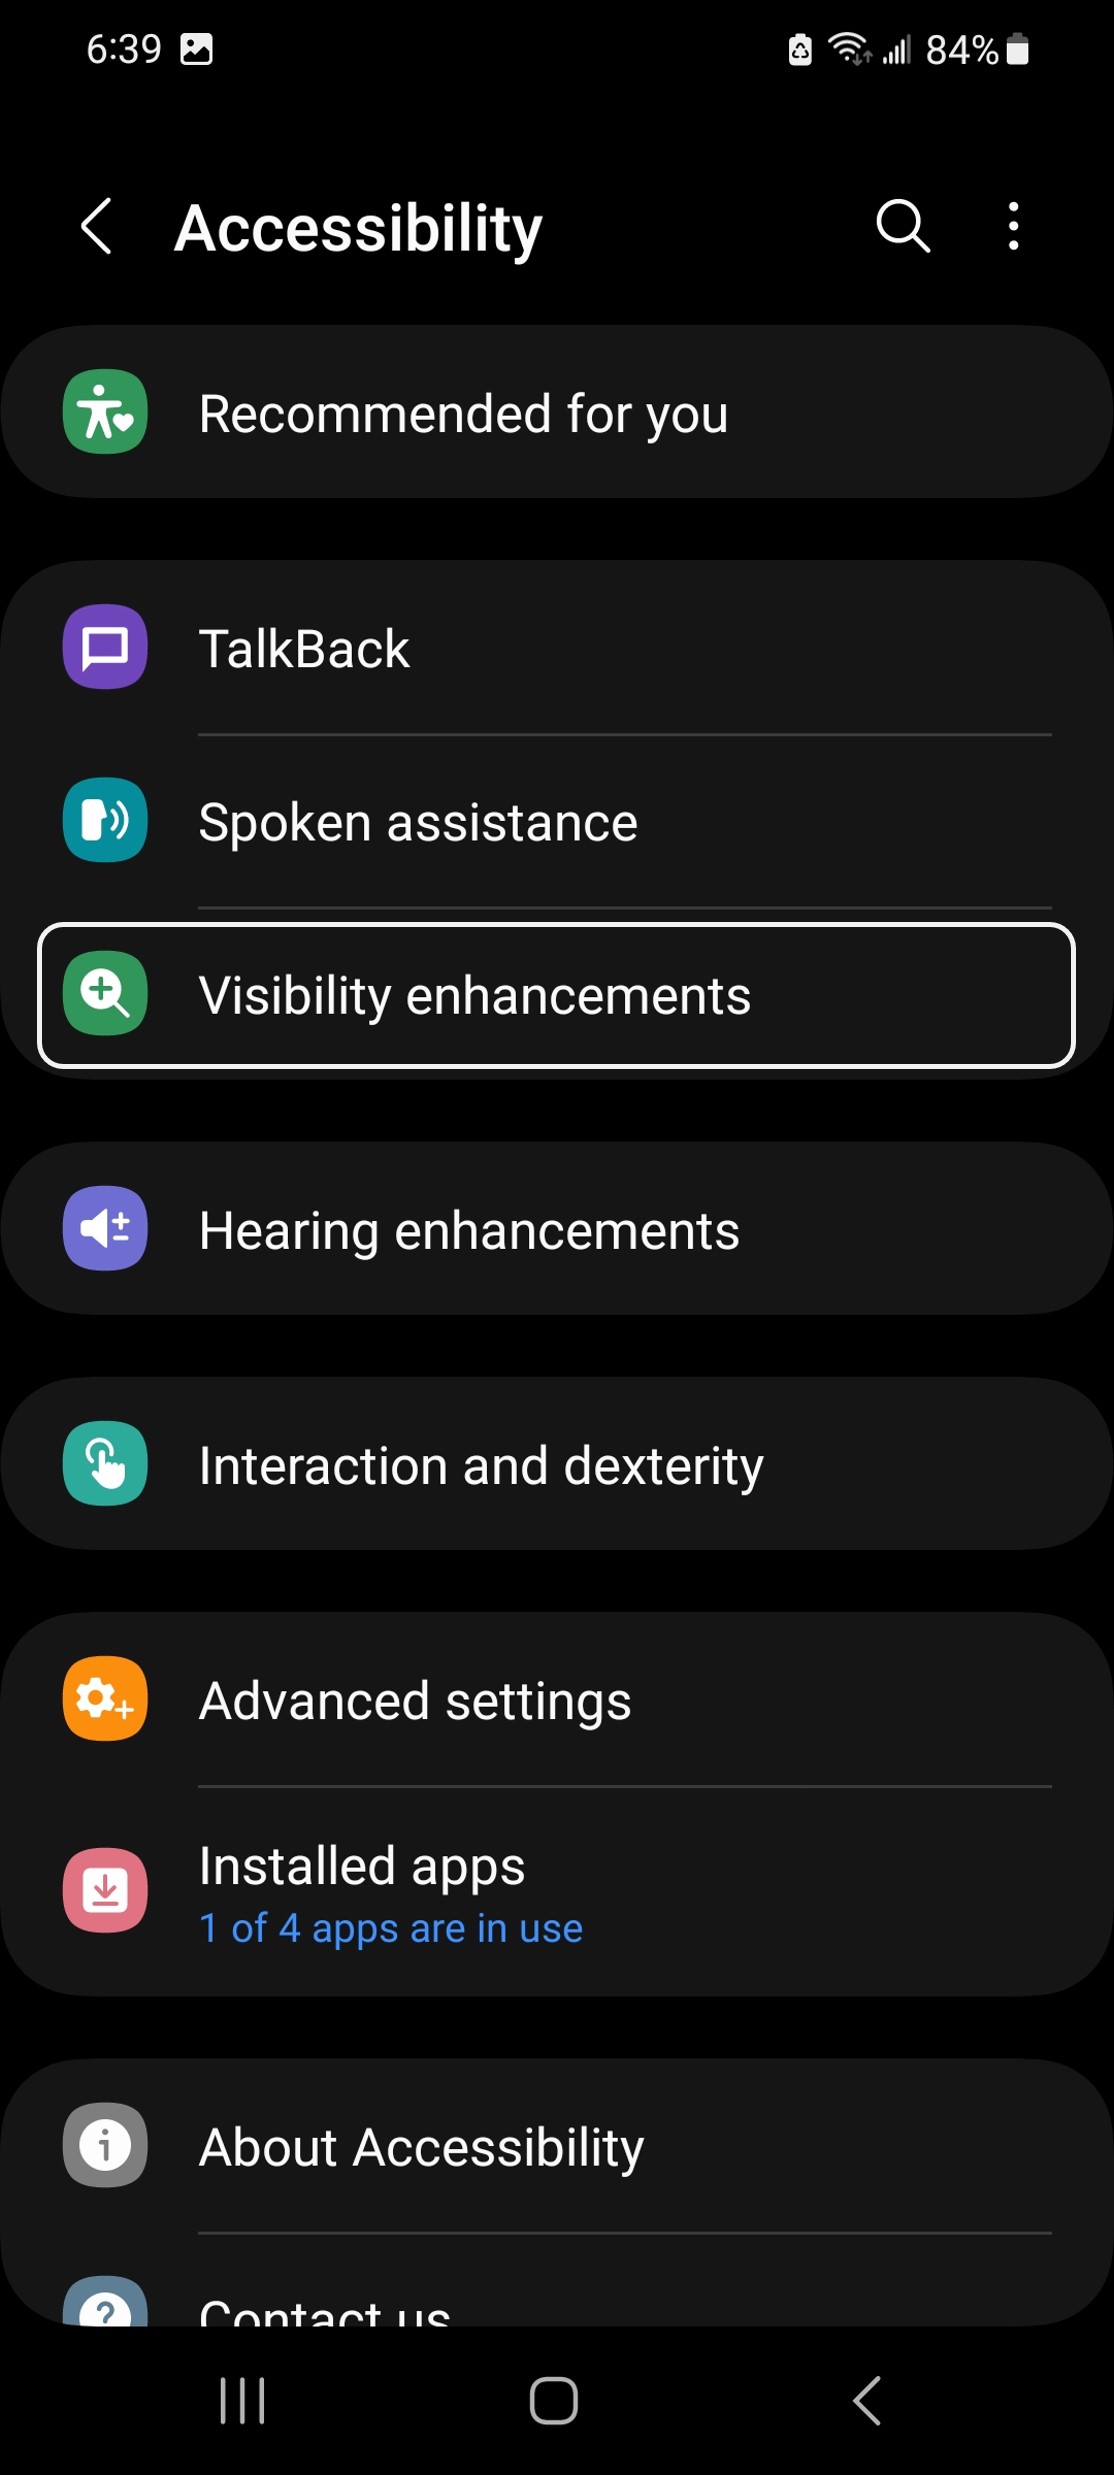 6:39 84%
Accessibility
Recommended for you
TalkBack
Spoken assistance
Visibility enhancements
Hearing enhancements
Interaction and dexterity
Advanced settings
Installed apps
1 of 4 apps are in use
About Accessibility
Contact us